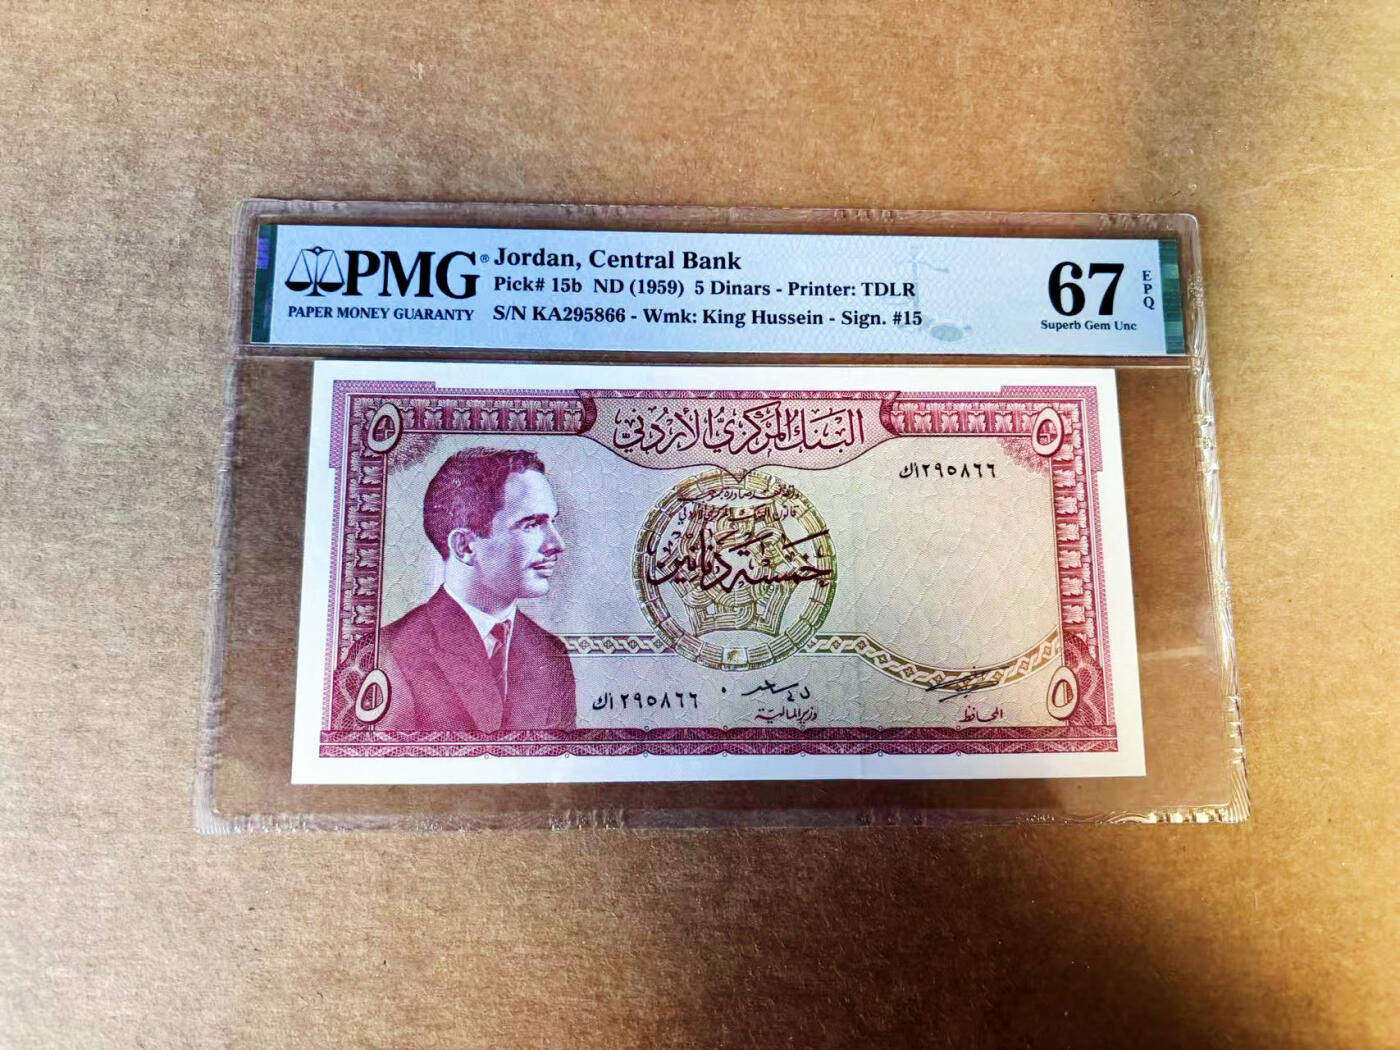 PMG®
PAPER MONEY GUARANTY
Jordan, Central Bank
Pick# 15b ND (1959) 5 Dinars - Printer: TDLR
S/N KA295866 - Wmk: King Hussein - Sign. #15
67
EPQ
Superb Gem Unc
٥
البنك المركزي الأردني
٥
ك١٢٩٥٨٦٦
خمسة دنانير
٥
ك١٢٩٥٨٦٦
وزير المالية
المحافظ
٥